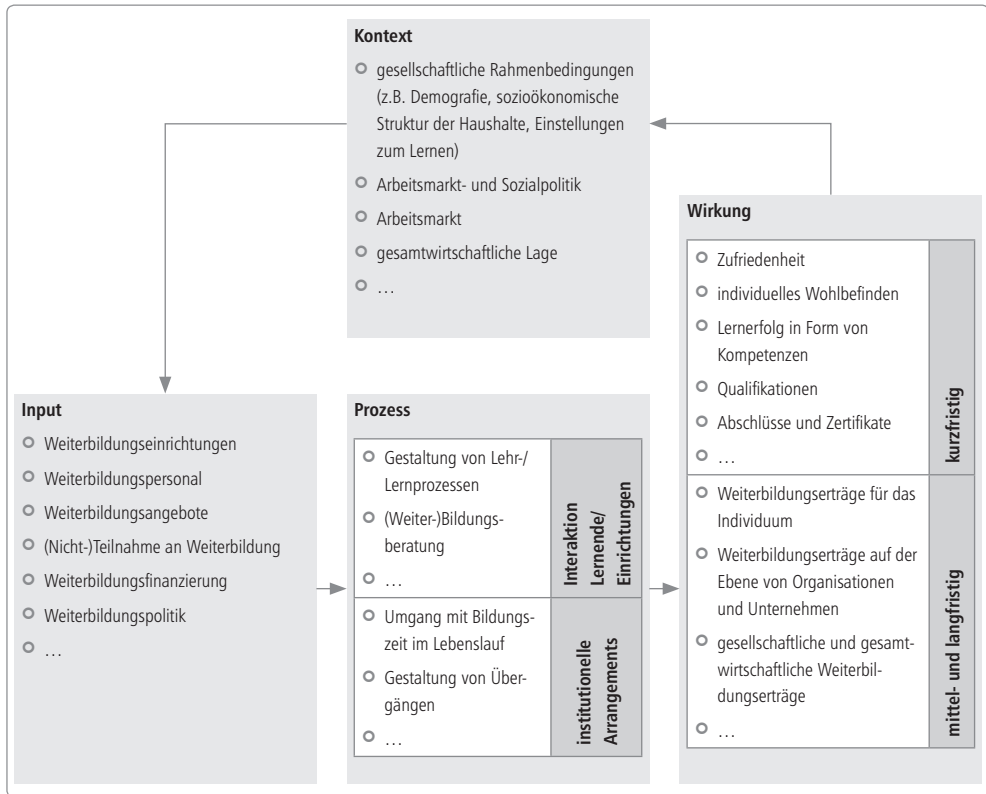 Kontext
gesellschaftliche Rahmenbedingungen
(z.B. Demografie, sozioökonomische
Struktur der Haushalte, Einstellungen
zum Lernen)
Arbeitsmarkt- und Sozialpolitik
Arbeitsmarkt
gesamtwirtschaftliche Lage
…
Input
Weiterbildungseinrichtungen
Weiterbildungspersonal
Weiterbildungsangebote
(Nicht-)Teilnahme an Weiterbildung
Weiterbildungsfinanzierung
Weiterbildungspolitik
…
Prozess
Gestaltung von Lehr-/
Lernprozessen
(Weiter-)Bildungs-
beratung
…
Interaktion
Lernende/
Einrichtungen
Umgang mit Bildungs-
zeit im Lebenslauf
Gestaltung von Über-
gängen
…
institutionelle
Arrangements
Wirkung
Zufriedenheit
individuelles Wohlbefinden
Lernerfolg in Form von
Kompetenzen
Qualifikationen
Abschlüsse und Zertifikate
…
kurzfristig
Weiterbildungserträge für das
Individuum
Weiterbildungserträge auf der
Ebene von Organisationen
und Unternehmen
gesellschaftliche und gesamt-
wirtschaftliche Weiterbil-
dungserträge
…
mittel- und langfristig